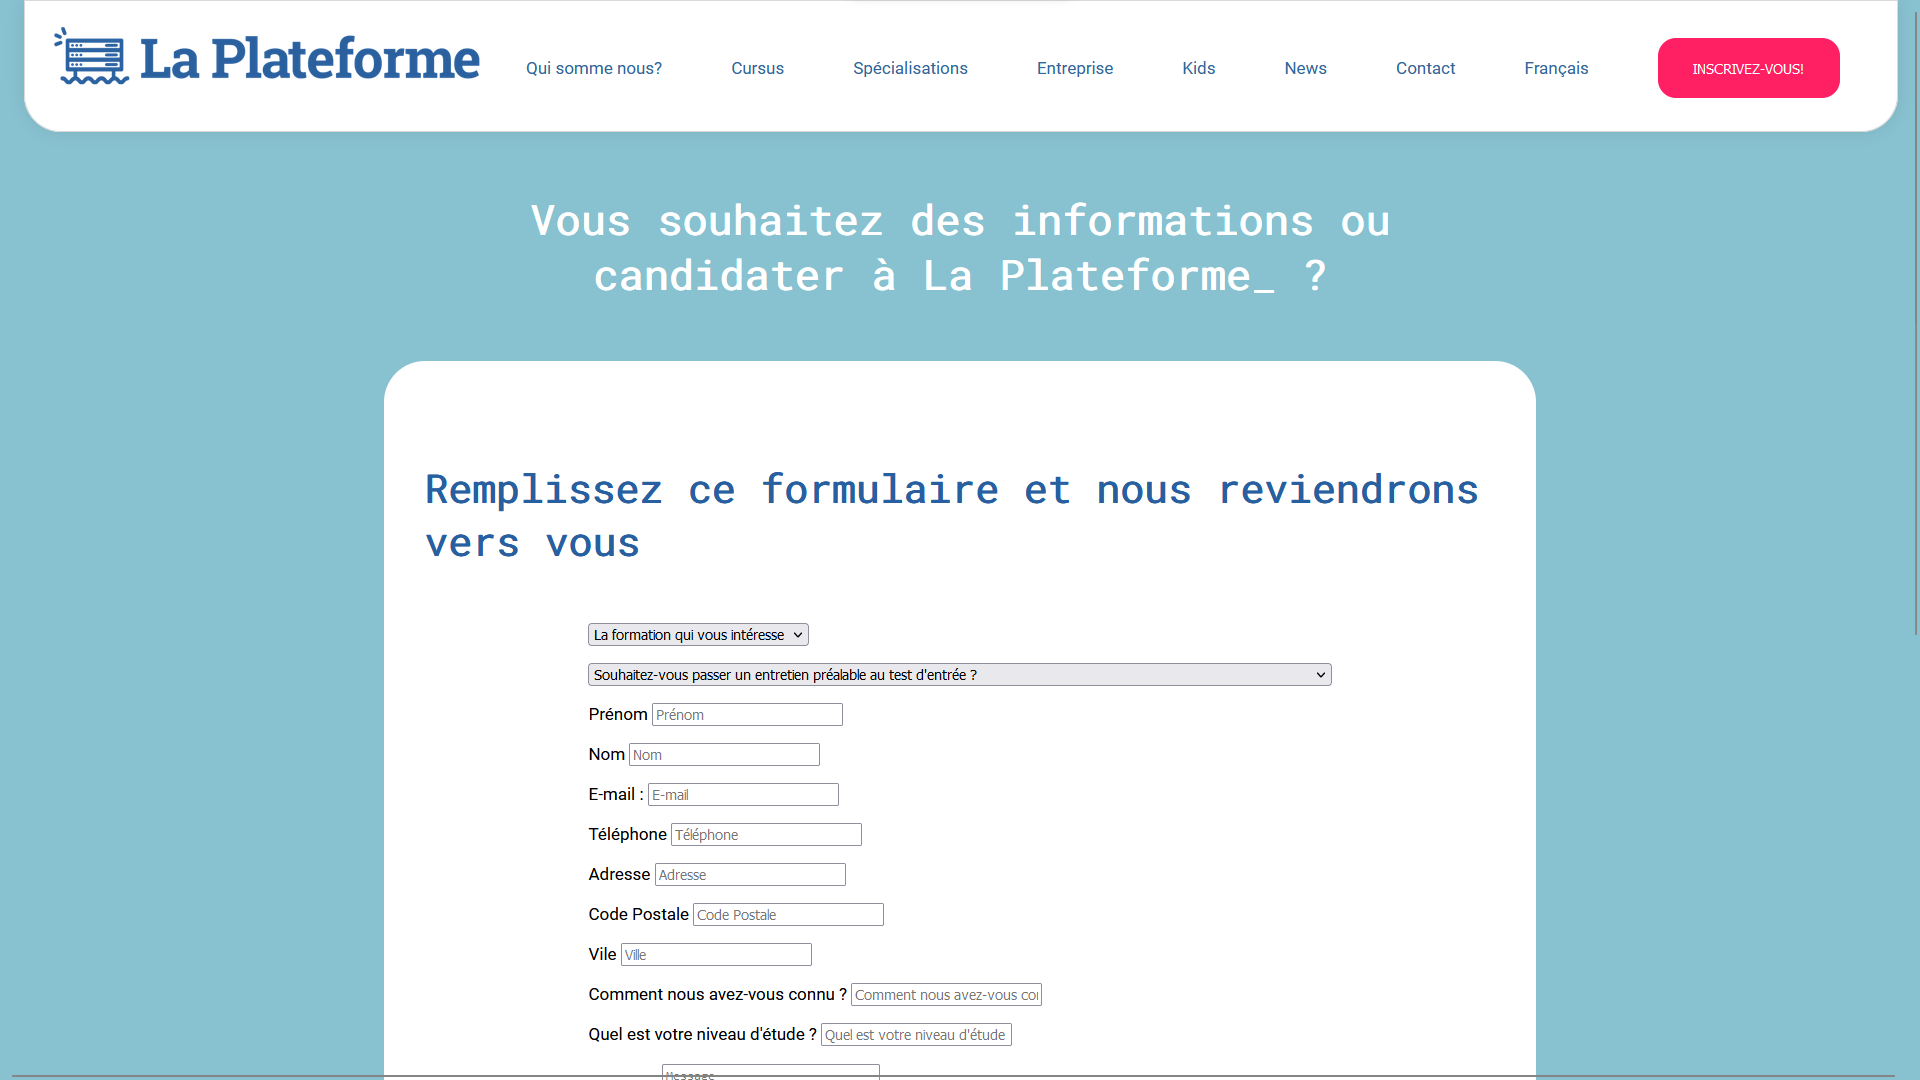 La Plateforme
Qui somme nous?
Cursus
Spécialisations
Entreprise
Kids
News
Contact
Français
INSCRIVEZ-VOUS!
Vous souhaitez des informations ou
candidater à La Plateforme_ ?
Remplissez ce formulaire et nous reviendrons
vers vous
La formation qui vous intéresse
Souhaitez-vous passer un entretien préalable au test d'entrée ?
Prénom Prénom
Nom Nom
E-mail : E-mail
Téléphone Téléphone
Adresse Adresse
Code Postale Code Postale
Vile Ville
Comment nous avez-vous connu ? Comment nous avez-vous co
Quel est votre niveau d'étude ? Quel est votre niveau d'étude
Message